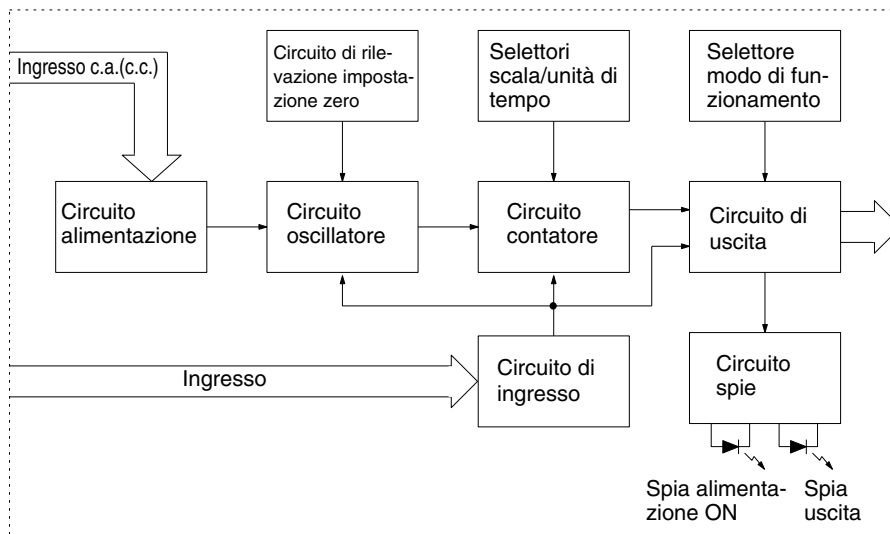 Ingresso c.a.(c.c.)
Circuito di rile-
vazione imposta-
zione zero
Selettori
scala/unità di
tempo
Selettore
modo di fun-
zionamento
Circuito
alimentazione
Circuito
oscillatore
Circuito
contatore
Circuito di
uscita
Ingresso
Circuito di
ingresso
Circuito
spie
Spia alimenta-
zione ON
Spia
uscita